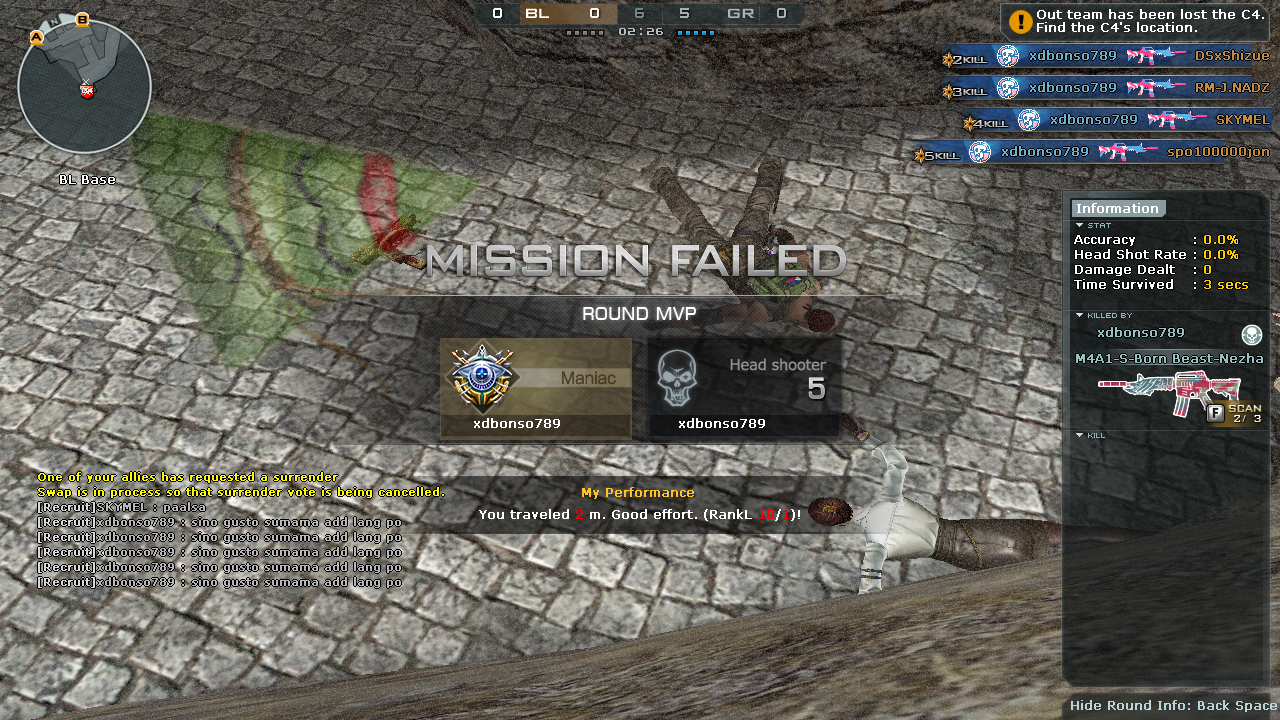 0 BL 0 6 5 GR 0
02:26
N
B
A
BL Base
Out team has been lost the C4.
Find the C4's location.
2KILL xdbonso789 DSxShizue
3KILL xdbonso789 RM-J.NADZ
4KILL xdbonso789 SKYMEL
5KILL xdbonso789 spo100000jon
MISSION FAILED
ROUND MVP
Maniac
xdbonso789
Head shooter
5
xdbonso789
My Performance
You traveled 2 m. Good effort. (RankL 10/1)!
One of your allies has requested a surrender
Swap is in process so that surrender vote is being cancelled.
[Recruit]SKYMEL : paalsa
[Recruit]xdbonso789 : sino gusto sumama add lang po
[Recruit]xdbonso789 : sino gusto sumama add lang po
[Recruit]xdbonso789 : sino gusto sumama add lang po
[Recruit]xdbonso789 : sino gusto sumama add lang po
[Recruit]xdbonso789 : sino gusto sumama add lang po
Information
STAT
Accuracy : 0.0%
Head Shot Rate : 0.0%
Damage Dealt : 0
Time Survived : 3 secs
KILLED BY
xdbonso789
M4A1-S-Born Beast-Nezha
F SCAN
2/ 3
KILL
Hide Round Info: Back Space